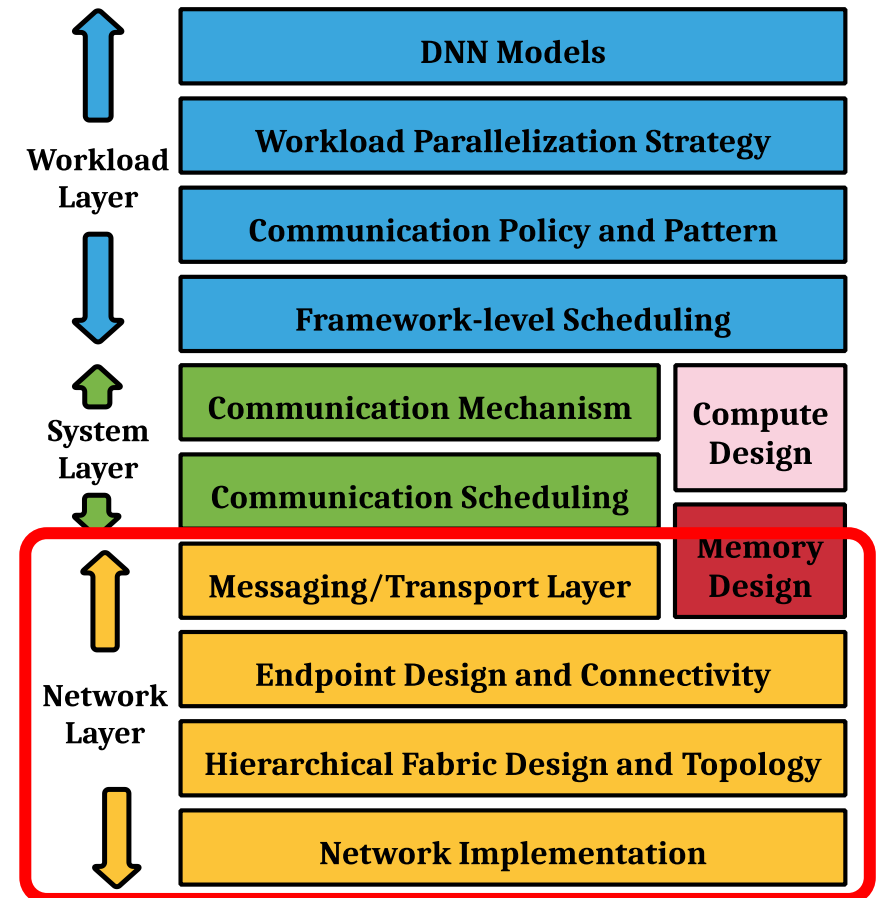 DNN Models
Workload Parallelization Strategy
Workload
Layer
Communication Policy and Pattern
Framework-level Scheduling
Communication Mechanism
Compute
Design
System
Layer
Communication Scheduling
Memory
Design
Messaging/Transport Layer
Endpoint Design and Connectivity
Network
Layer
Hierarchical Fabric Design and Topology
Network Implementation